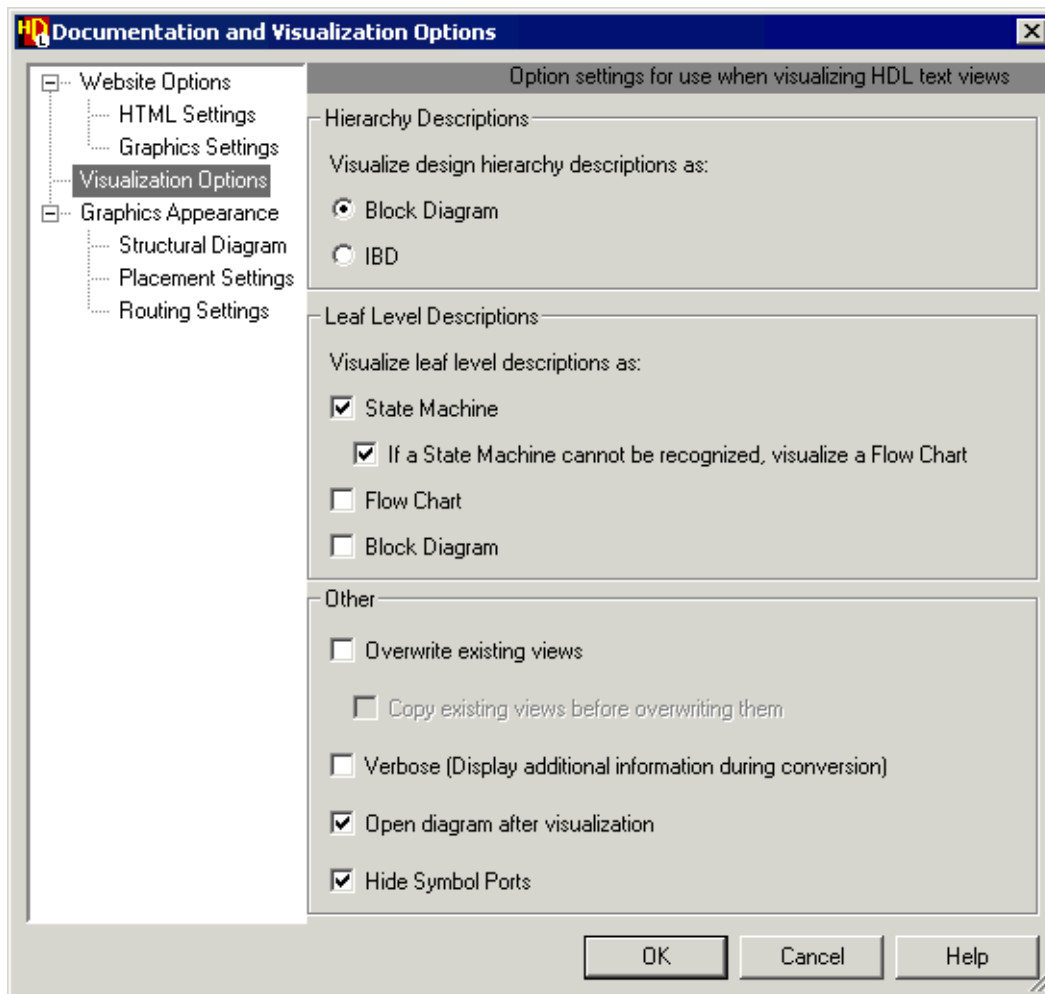 HDL Documentation and Visualization Options
Website Options
HTML Settings
Graphics Settings
Visualization Options
Graphics Appearance
Structural Diagram
Placement Settings
Routing Settings
Option settings for use when visualizing HDL text views
Hierarchy Descriptions
Visualize design hierarchy descriptions as:
Block Diagram
IBD
Leaf Level Descriptions
Visualize leaf level descriptions as:
State Machine
If a State Machine cannot be recognized, visualize a Flow Chart
Flow Chart
Block Diagram
Other
Overwrite existing views
Copy existing views before overwriting them
Verbose (Display additional information during conversion)
Open diagram after visualization
Hide Symbol Ports
OK Cancel Help